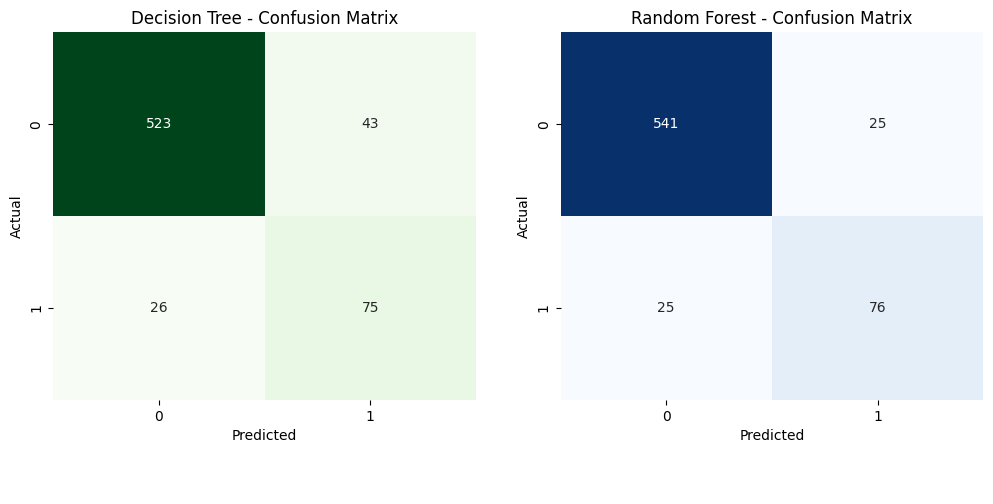 Decision Tree - Confusion Matrix
0
523
43
1
26
75
Actual
0
1
Predicted
Random Forest - Confusion Matrix
0
541
25
1
25
76
Actual
0
1
Predicted